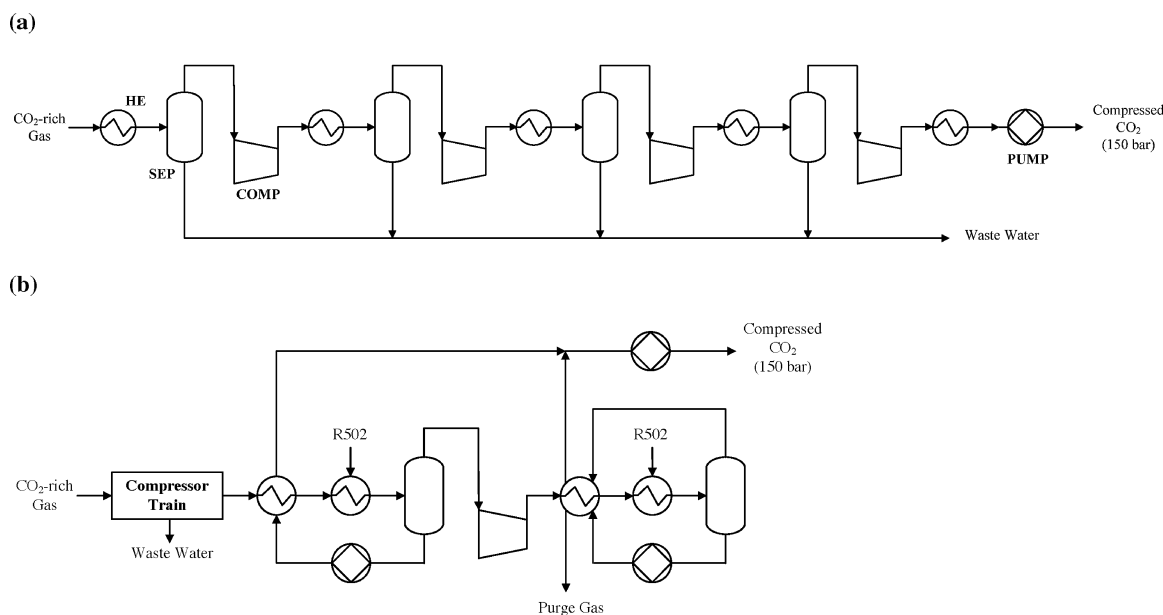 (a)
HE
CO₂-rich
Gas
SEP
COMP
PUMP
Compressed
CO₂
(150 bar)
Waste Water
(b)
Compressed
CO₂
(150 bar)
R502
R502
CO₂-rich
Gas
Compressor
Train
Waste Water
Purge Gas